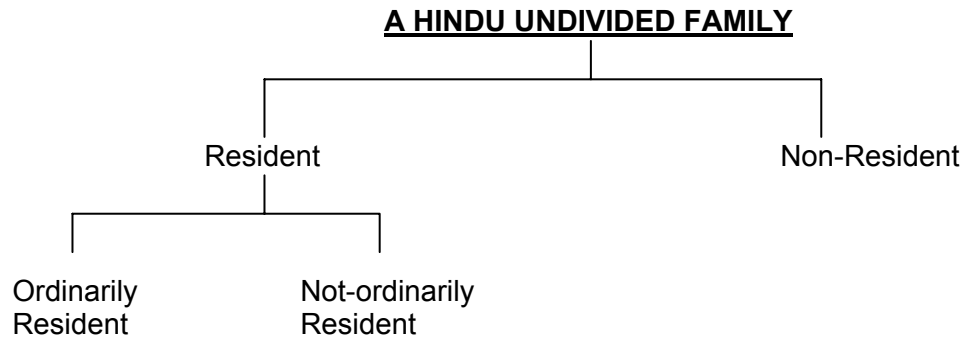 A HINDU UNDIVIDED FAMILY
Resident
Non-Resident
Ordinarily
Resident
Not-ordinarily
Resident